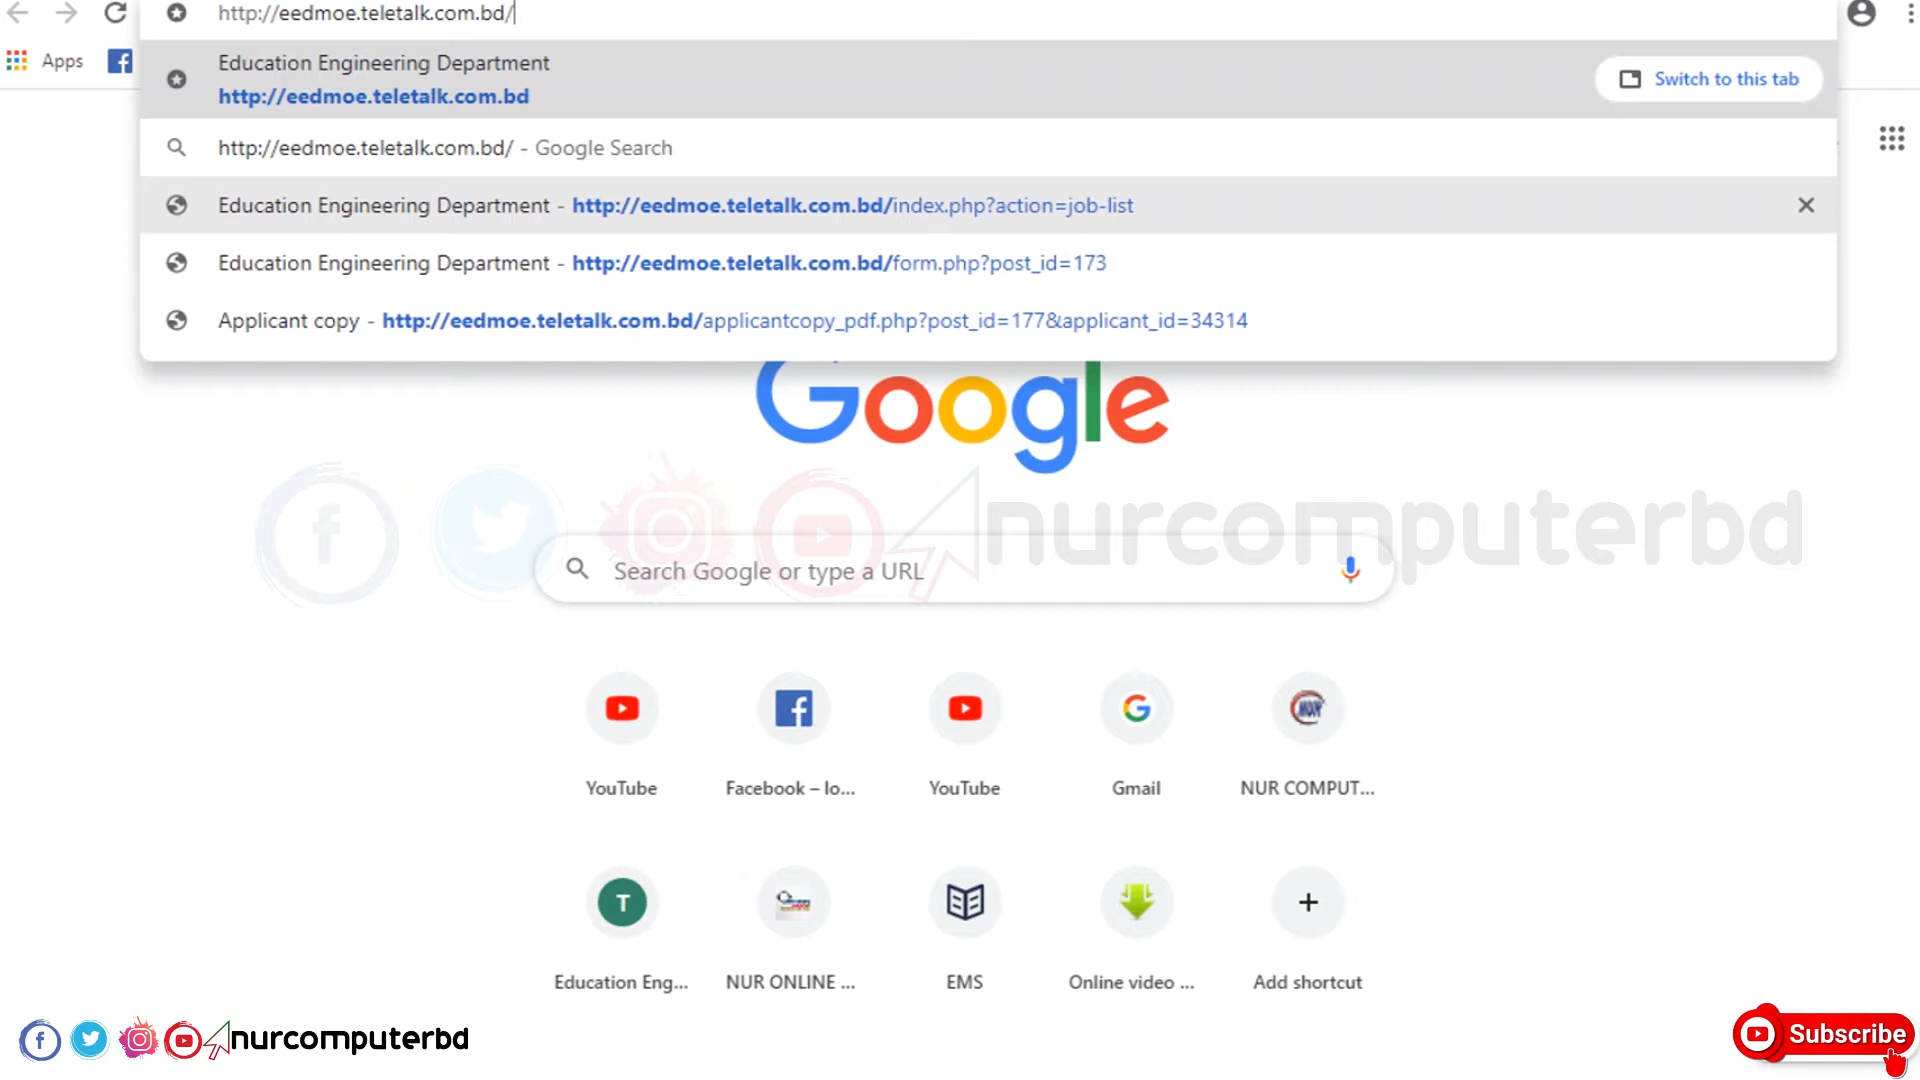 http://eedmoe.teletalk.com.bd/
Apps
Education Engineering Department
http://eedmoe.teletalk.com.bd
Switch to this tab
http://eedmoe.teletalk.com.bd/ - Google Search
Education Engineering Department - http://eedmoe.teletalk.com.bd/index.php?action=job-list
Education Engineering Department - http://eedmoe.teletalk.com.bd/form.php?post_id=173
Applicant copy - http://eedmoe.teletalk.com.bd/applicantcopy_pdf.php?post_id=177&applicant_id=34314
Google
nurcomputerbd
Search Google or type a URL
YouTube
Facebook – lo...
YouTube
Gmail
NUR COMPUT...
T
Education Eng...
NUR ONLINE ...
EMS
Online video ...
Add shortcut
nurcomputerbd
Subscribe